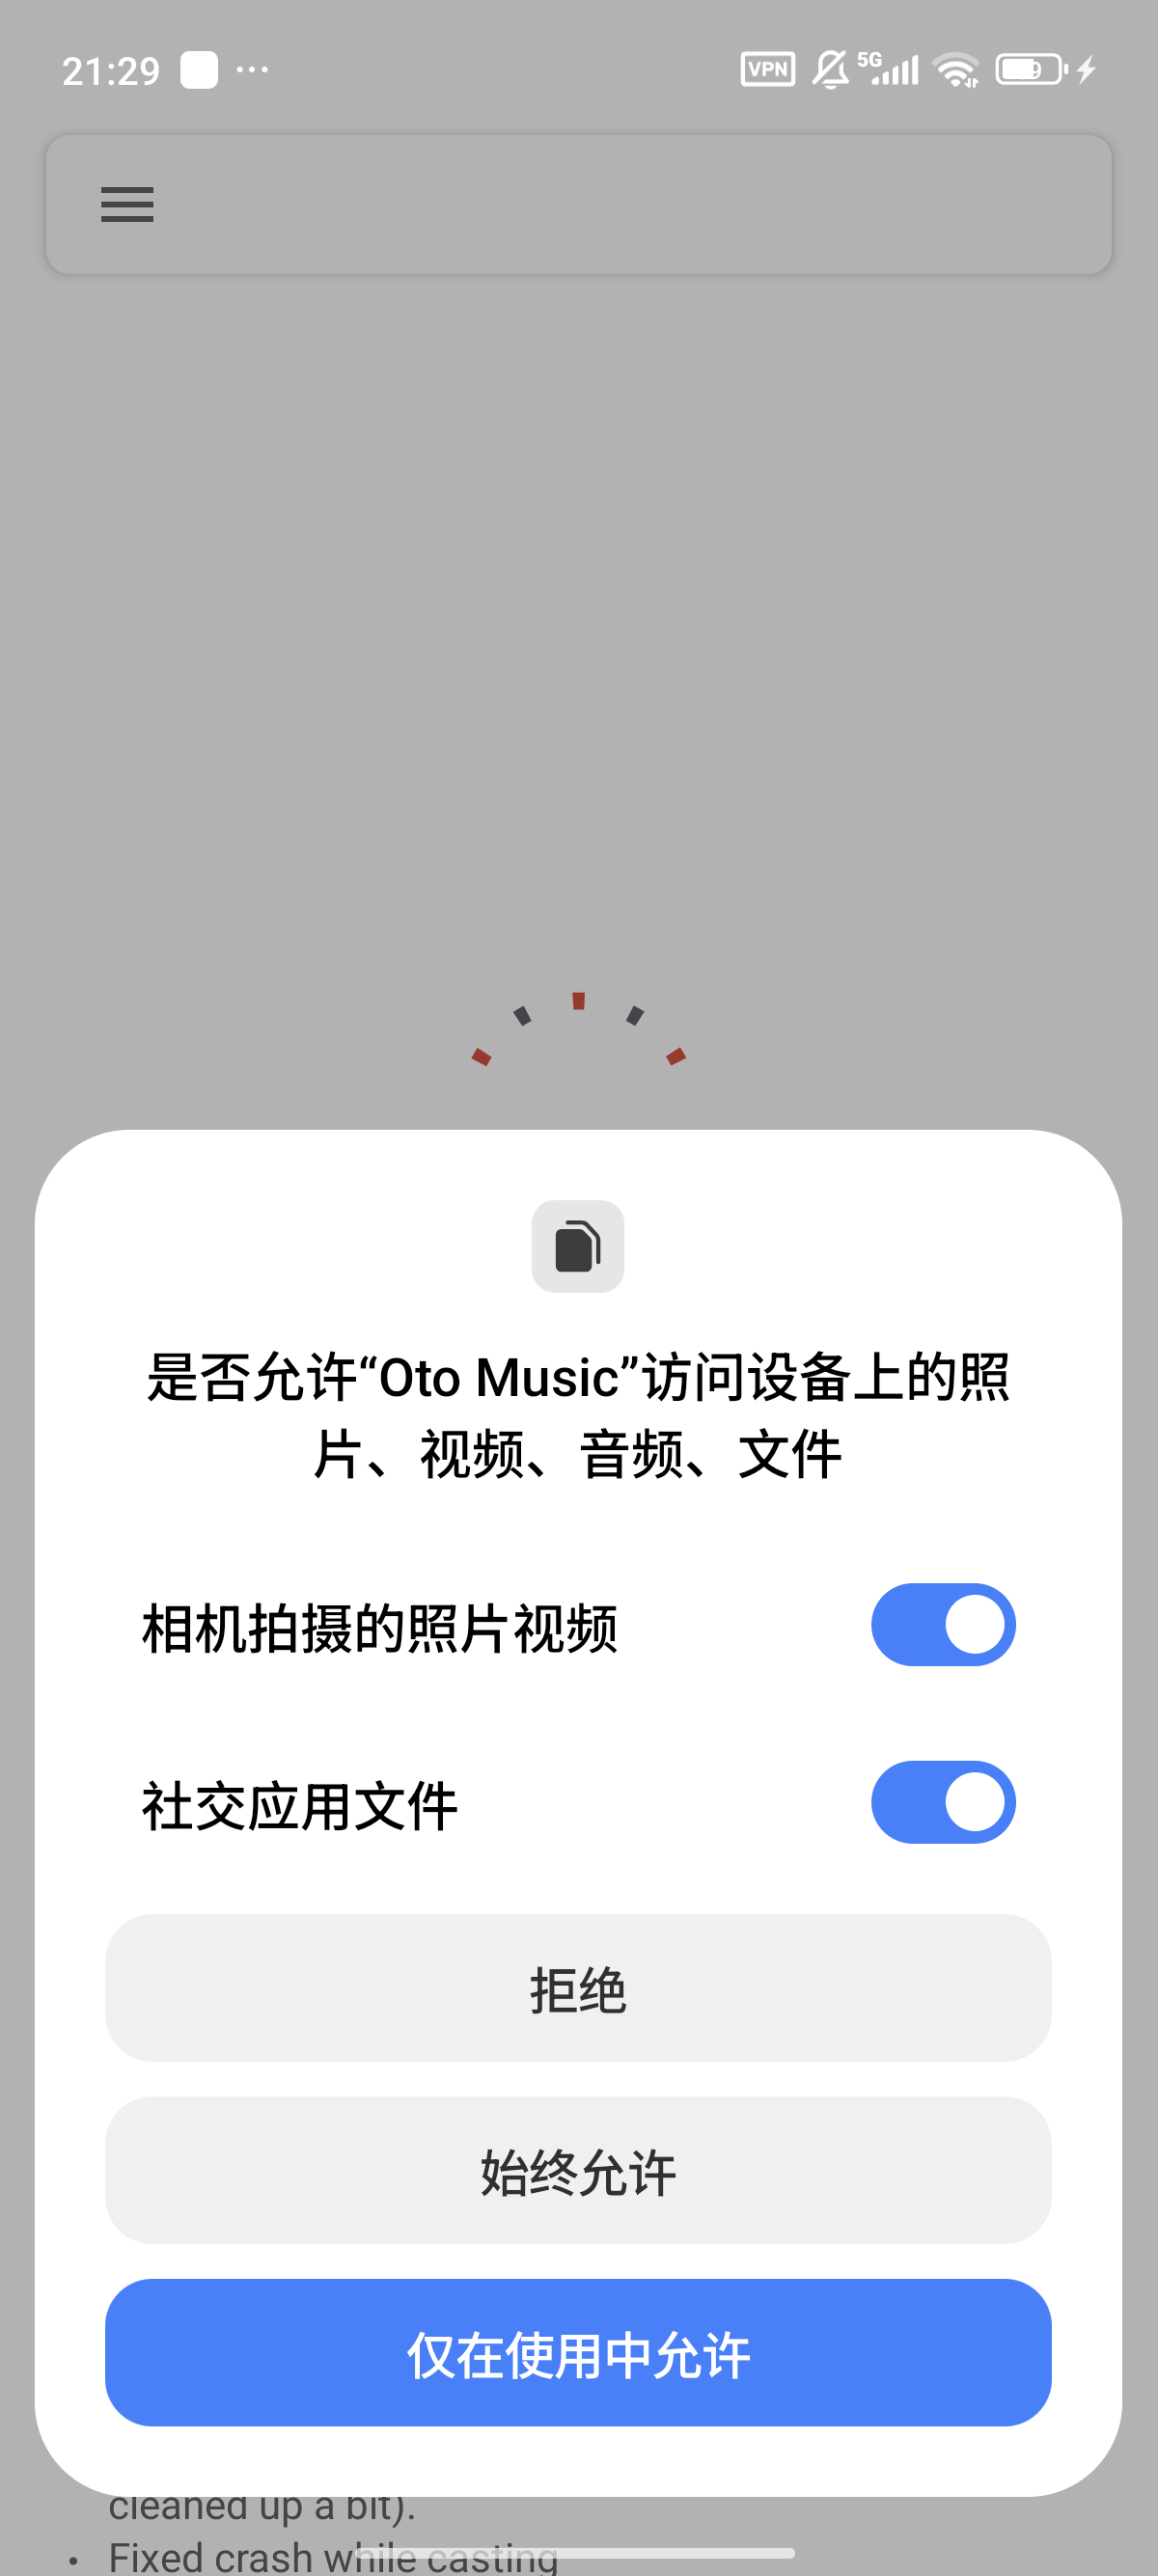 21:29
VPN
5G
是否允许“Oto Music”访问设备上的照
片、视频、音频、文件
相机拍摄的照片视频
社交应用文件
拒绝
始终允许
仅在使用中允许
cleaned up a bit).
• Fixed crash while casting